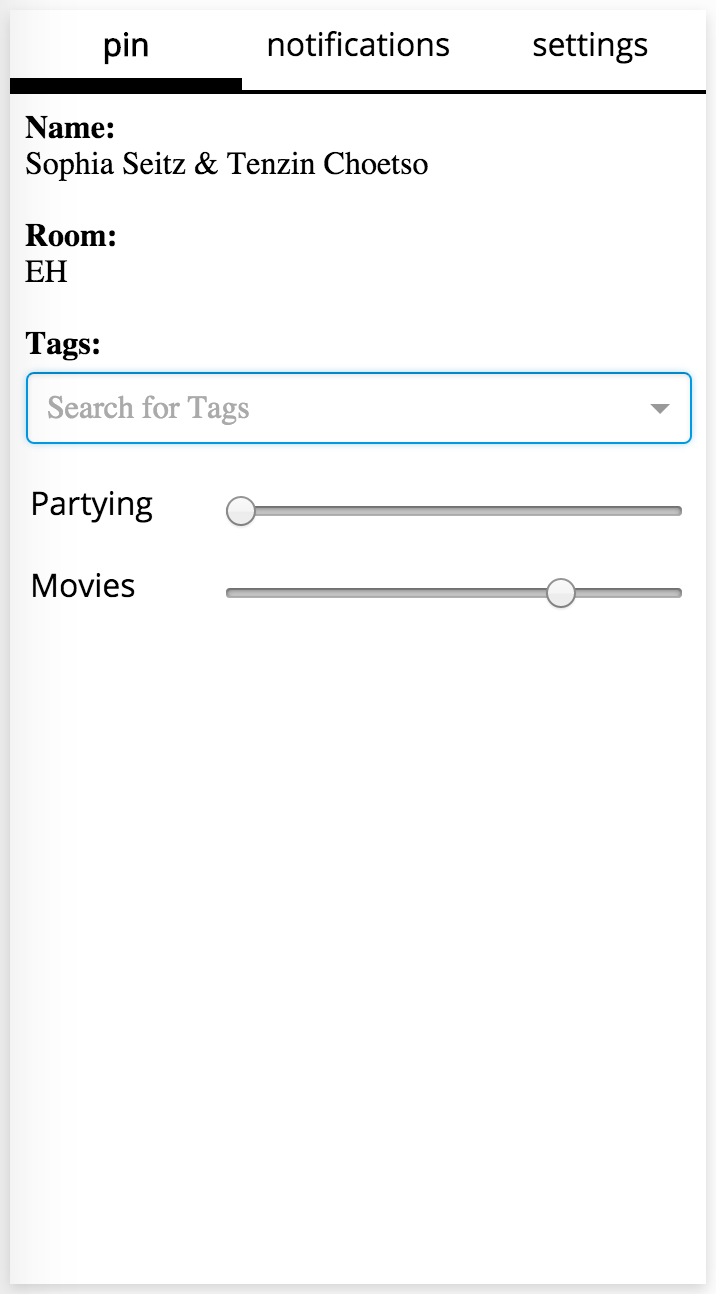 pin notifications settings
Name:
Sophia Seitz & Tenzin Choetso
Room:
EH
Tags:
Search for Tags
Partying
Movies